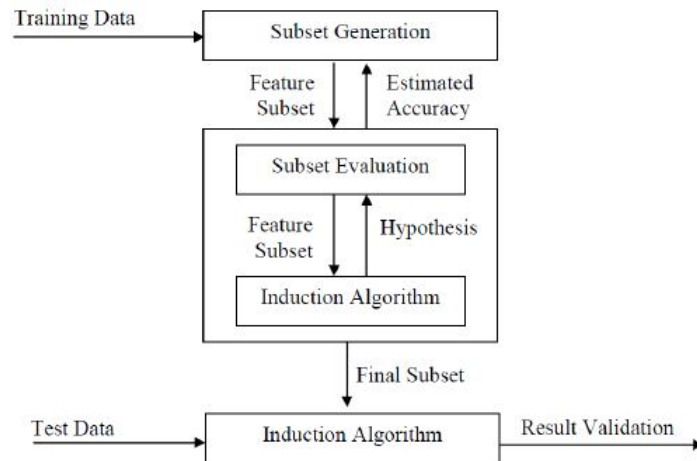 Training Data
Subset Generation
Feature
Subset
Estimated
Accuracy
Subset Evaluation
Feature
Subset
Hypothesis
Induction Algorithm
Final Subset
Test Data
Induction Algorithm
Result Validation